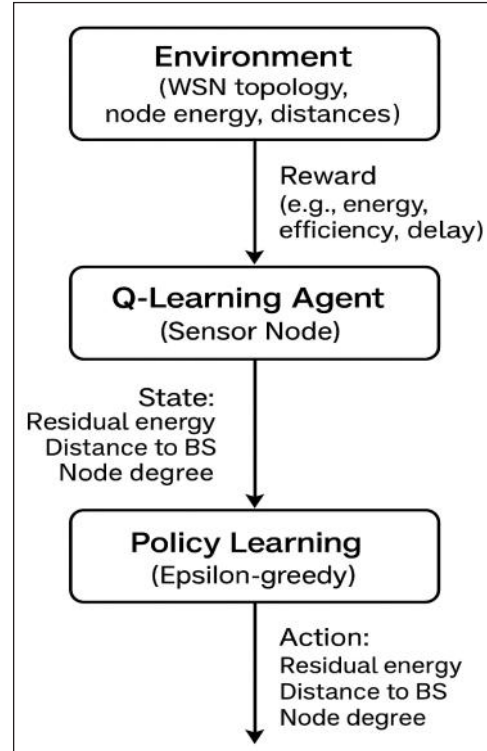 Environment
(WSN topology,
node energy, distances)
Reward
(e.g., energy,
efficiency, delay)
Q-Learning Agent
(Sensor Node)
State:
Residual energy
Distance to BS
Node degree
Policy Learning
(Epsilon-greedy)
Action:
Residual energy
Distance to BS
Node degree